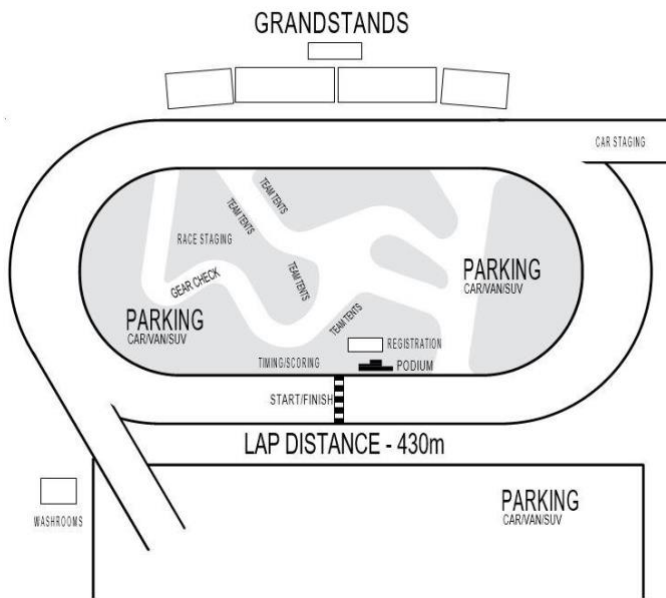 GRANDSTANDS
CAR STAGING
TEAM TENTS
TEAM TENTS
RACE STAGING
TEAM TENTS
GEAR CHECK
PARKING
CAR/VAN/SUV
PARKING
CAR/VAN/SUV
TEAM TENTS
REGISTRATION
TIMING/SCORING
PODIUM
START/FINISH
LAP DISTANCE - 430m
PARKING
CAR/VAN/SUV
WASHROOMS